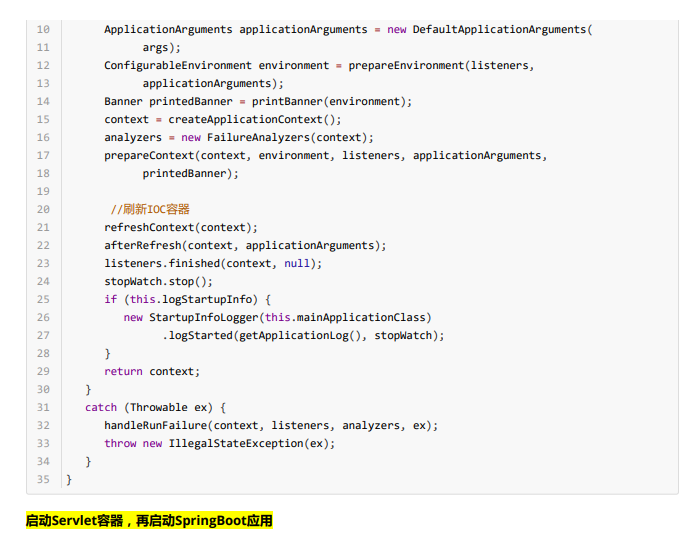 10 ApplicationArguments applicationArguments = new DefaultApplicationArguments(
11 args);
12 ConfigurableEnvironment environment = prepareEnvironment(listeners,
13 applicationArguments);
14 Banner printedBanner = printBanner(environment);
15 context = createApplicationContext();
16 analyzers = new FailureAnalyzers(context);
17 prepareContext(context, environment, listeners, applicationArguments,
18 printedBanner);
19
20 //刷新IOC容器
21 refreshContext(context);
22 afterRefresh(context, applicationArguments);
23 listeners.finished(context, null);
24 stopWatch.stop();
25 if (this.logStartupInfo) {
26 new StartupInfoLogger(this.mainApplicationClass)
27 .logStarted(getApplicationLog(), stopWatch);
28 }
29 return context;
30 }
31 catch (Throwable ex) {
32 handleRunFailure(context, listeners, analyzers, ex);
33 throw new IllegalStateException(ex);
34 }
35 }
启动Servlet容器，再启动SpringBoot应用